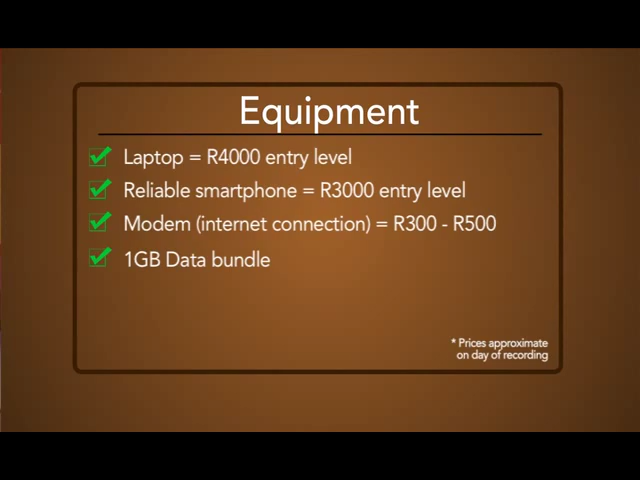 Equipment
Laptop = R4000 entry level
Reliable smartphone = R3000 entry level
Modem (internet connection) = R300 - R500
1GB Data bundle
* Prices approximate
on day of recording